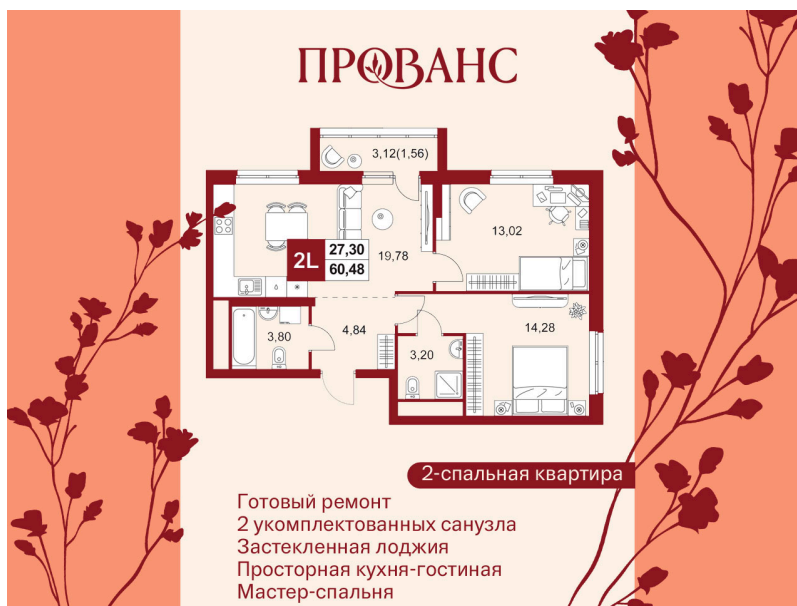 ПРОВАНС
3,12(1,56)
13,02
19,78
2L
27,30
60,48
14,28
4,84
3,80
3,20
2-спальная квартира
Готовый ремонт
2 укомплектованных санузла
Застекленная лоджия
Просторная кухня-гостиная
Мастер-спальня